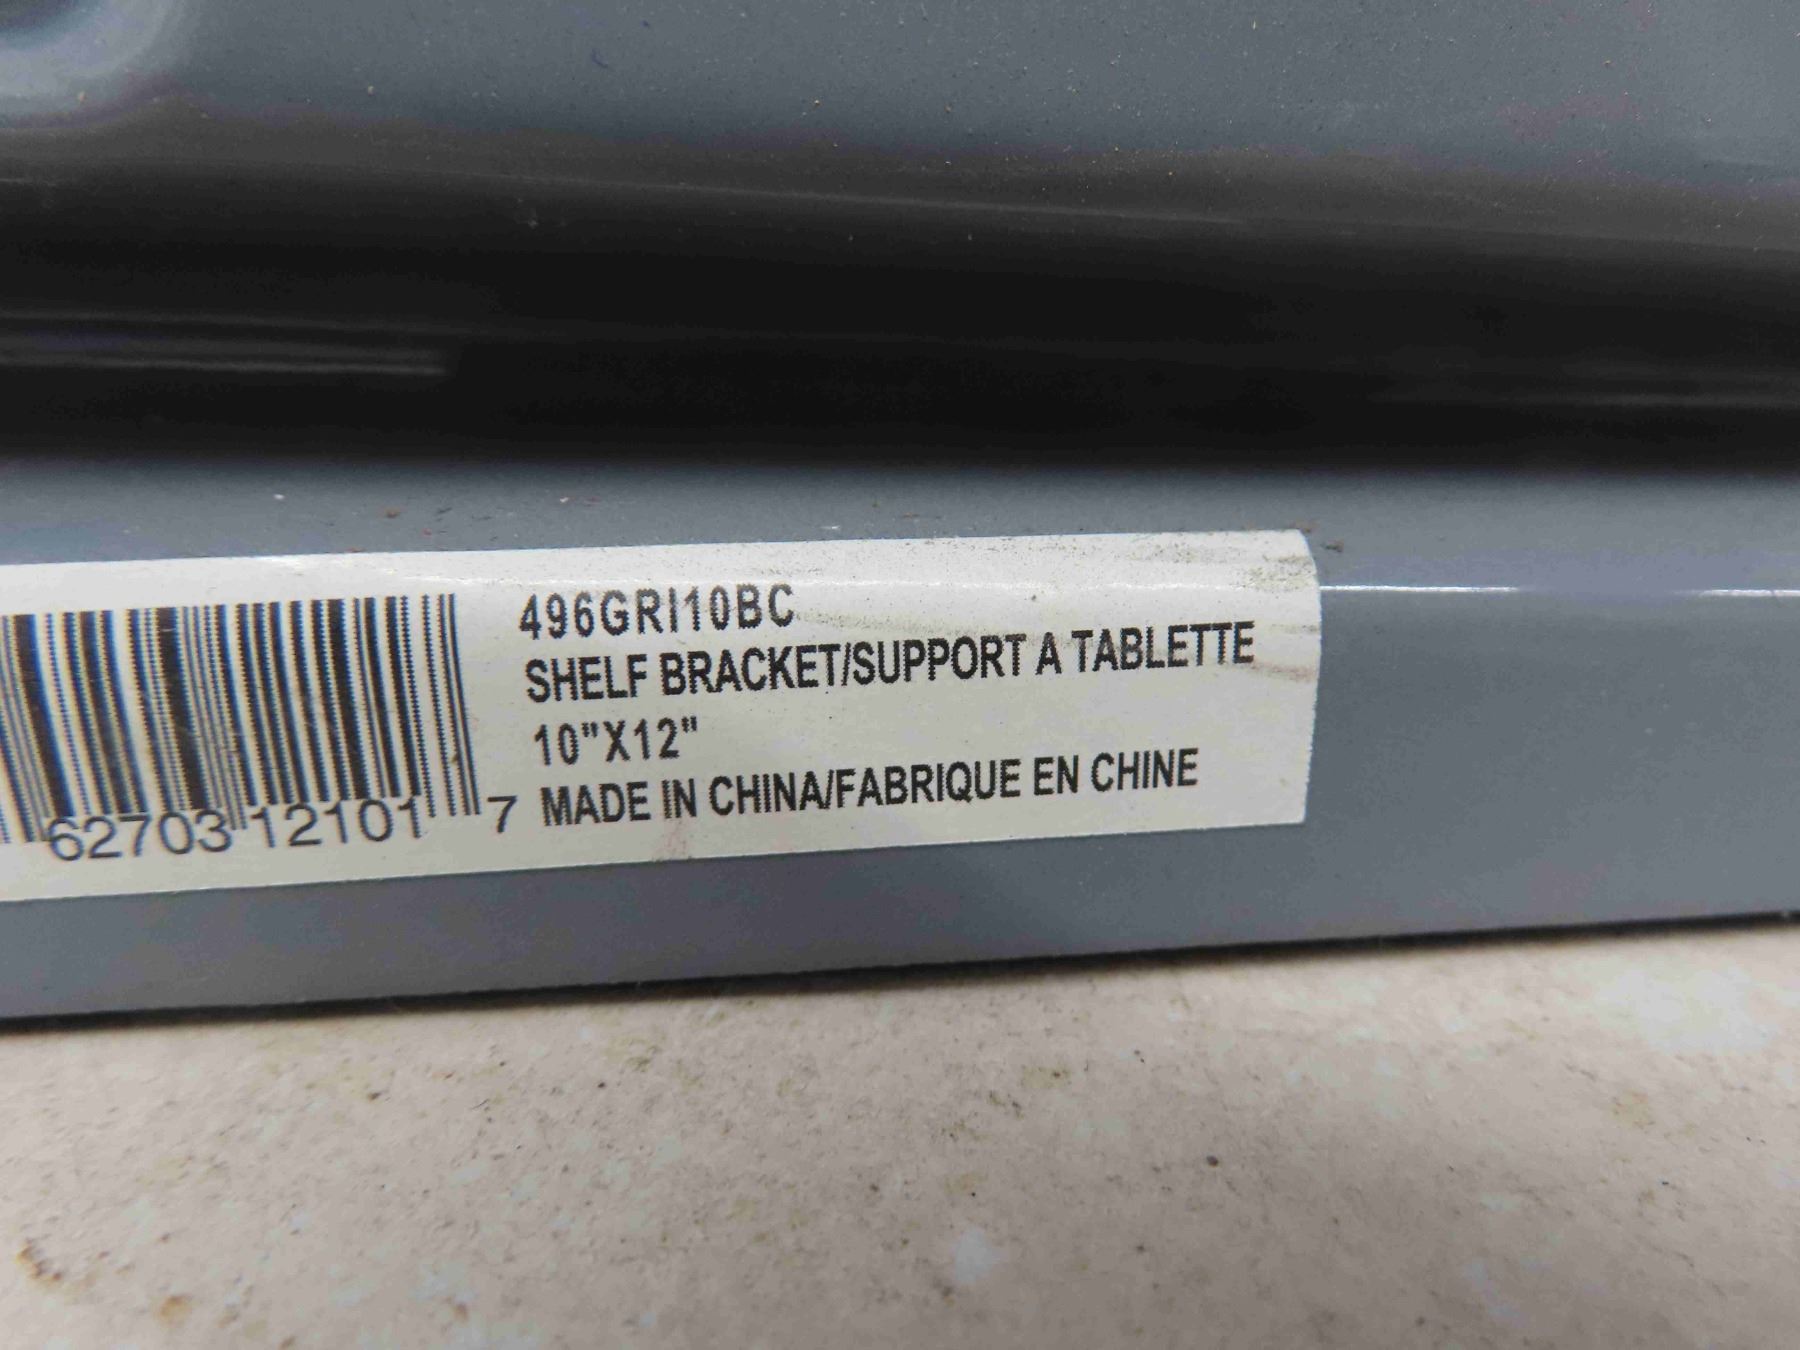 496GRI10BC
SHELF BRACKET/SUPPORT A TABLETTE
10"X12"
MADE IN CHINA/FABRIQUE EN CHINE
62703 12101 7